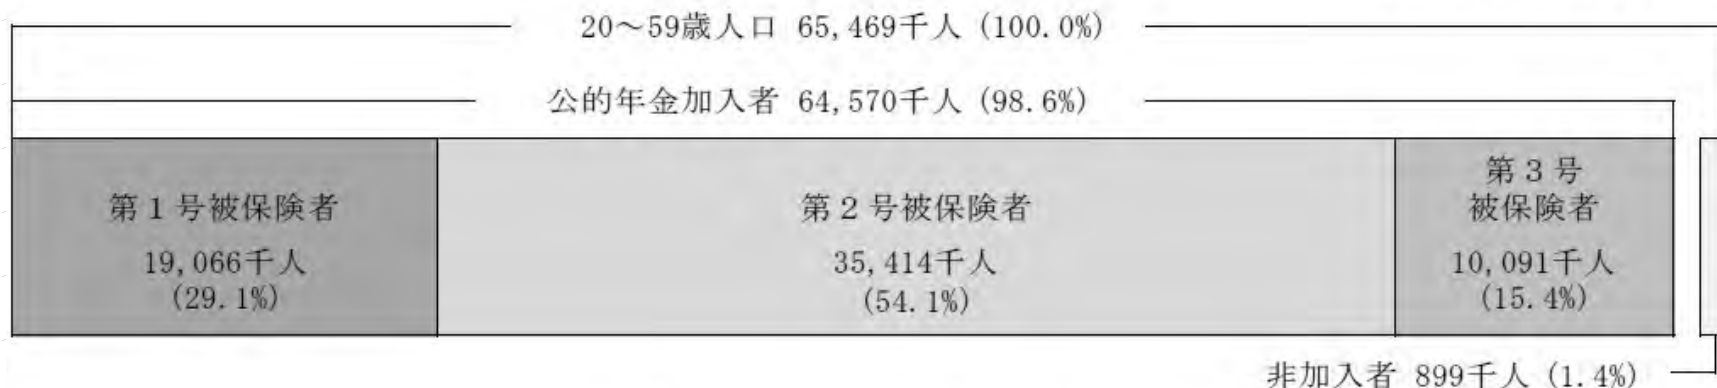 20～59歳人口 65,469千人 (100.0%)
公的年金加入者 64,570千人 (98.6%)
第1号被保険者
19,066千人
(29.1%)
第2号被保険者
35,414千人
(54.1%)
第3号
被保険者
10,091千人
(15.4%)
非加入者 899千人 (1.4%)